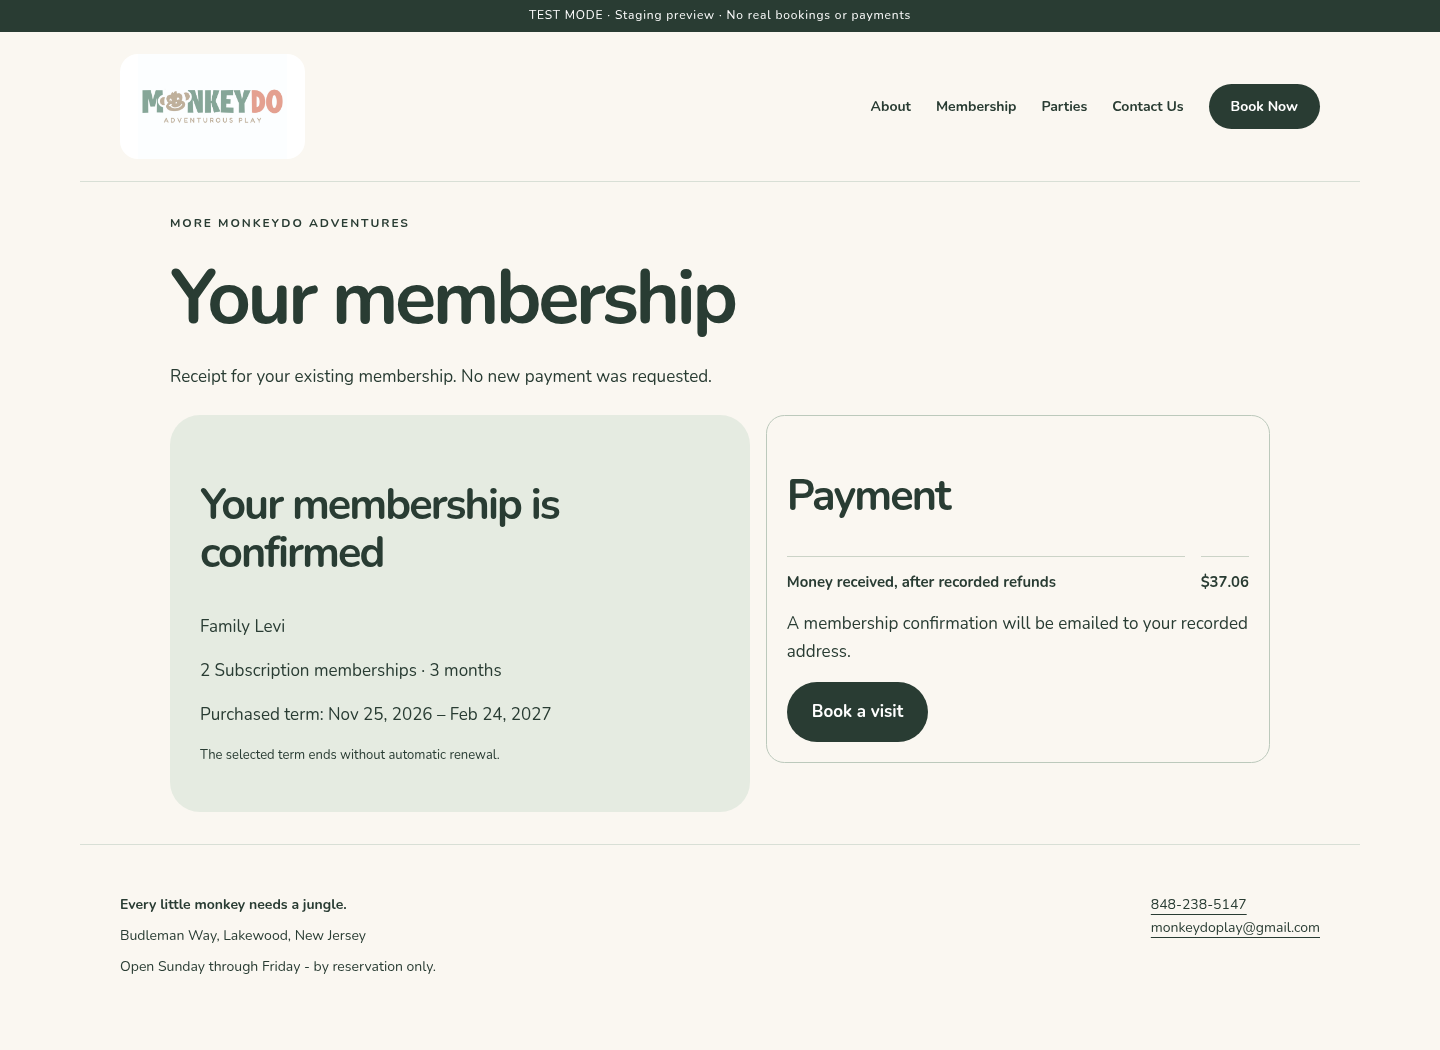 TEST MODE · Staging preview · No real bookings or payments
MONKEYDO
ADVENTUROUS PLAY
About
Membership
Parties
Contact Us
Book Now
MORE MONKEYDO ADVENTURES
Your membership
Receipt for your existing membership. No new payment was requested.
Your membership is
confirmed
Family Levi
2 Subscription memberships · 3 months
Purchased term: Nov 25, 2026 – Feb 24, 2027
The selected term ends without automatic renewal.
Payment
Money received, after recorded refunds $37.06
A membership confirmation will be emailed to your recorded
address.
Book a visit
Every little monkey needs a jungle.
Budleman Way, Lakewood, New Jersey
Open Sunday through Friday - by reservation only.
848-238-5147
monkeydoplay@gmail.com